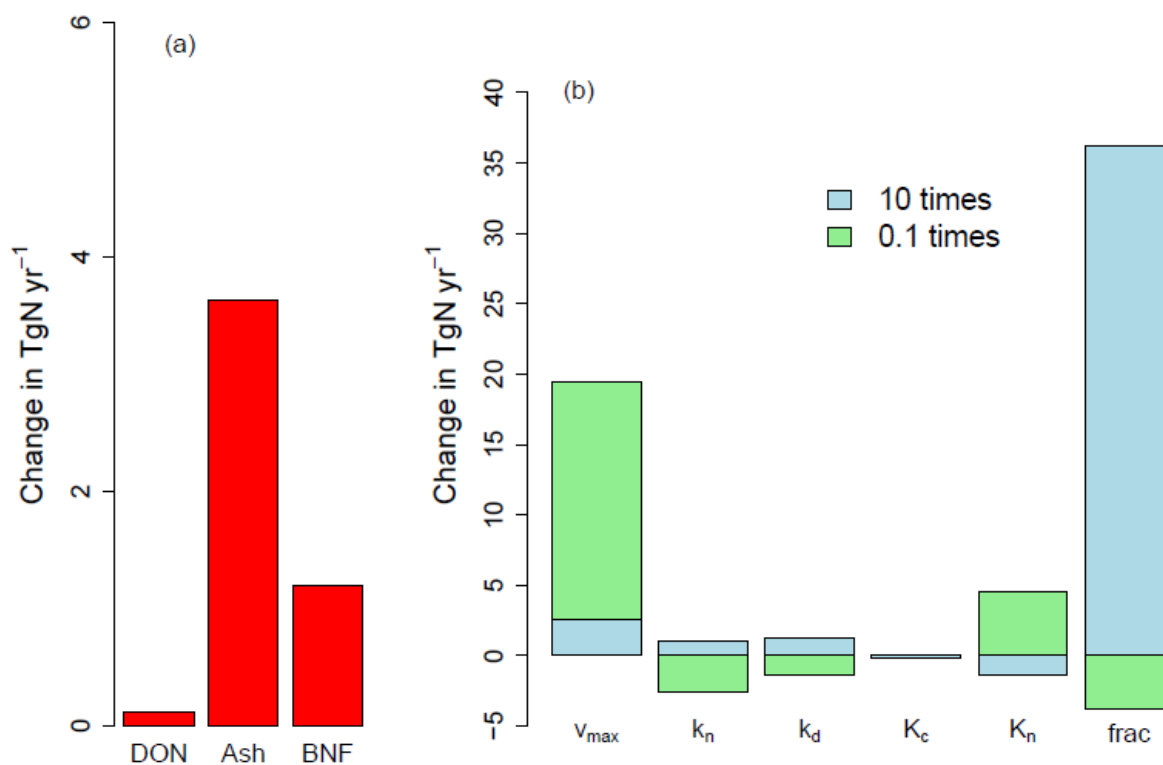 (a)
Change in TgN yr⁻¹
6
4
2
0
DON Ash BNF
(b)
Change in TgN yr⁻¹
40
35
30
25
20
15
10
5
0
−5
10 times
0.1 times
vmax kn kd Kc Kn frac